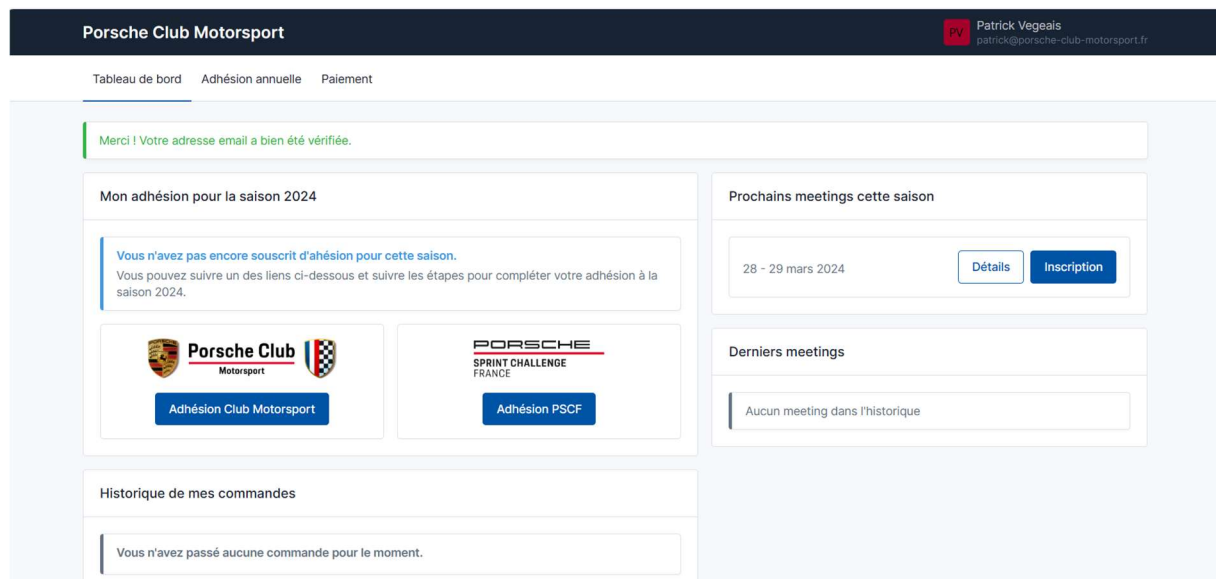 Porsche Club Motorsport
PV
Patrick Vegeais
patrick@porsche-club-motorsport.fr
Tableau de bord Adhésion annuelle Paiement
Merci ! Votre adresse email a bien été vérifiée.
Mon adhésion pour la saison 2024
Vous n'avez pas encore souscrit d'ahésion pour cette saison.
Vous pouvez suivre un des liens ci-dessous et suivre les étapes pour compléter votre adhésion à la
saison 2024.
Porsche Club
Motorsport
Adhésion Club Motorsport
PORSCHE
SPRINT CHALLENGE
FRANCE
Adhésion PSCF
Historique de mes commandes
Vous n'avez passé aucune commande pour le moment.
Prochains meetings cette saison
28 - 29 mars 2024 Détails Inscription
Derniers meetings
Aucun meeting dans l'historique